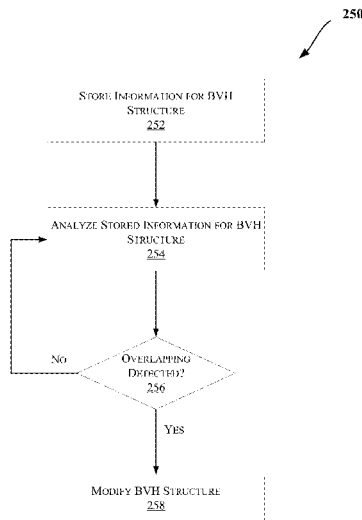 250
STORE INFORMATION FOR BVH
STRUCTURE
252
ANALYZE STORED INFORMATION FOR BVH
STRUCTURE
254
NO
OVERLAPPING
DETECTED?
256
YES
MODIFY BVH STRUCTURE
258